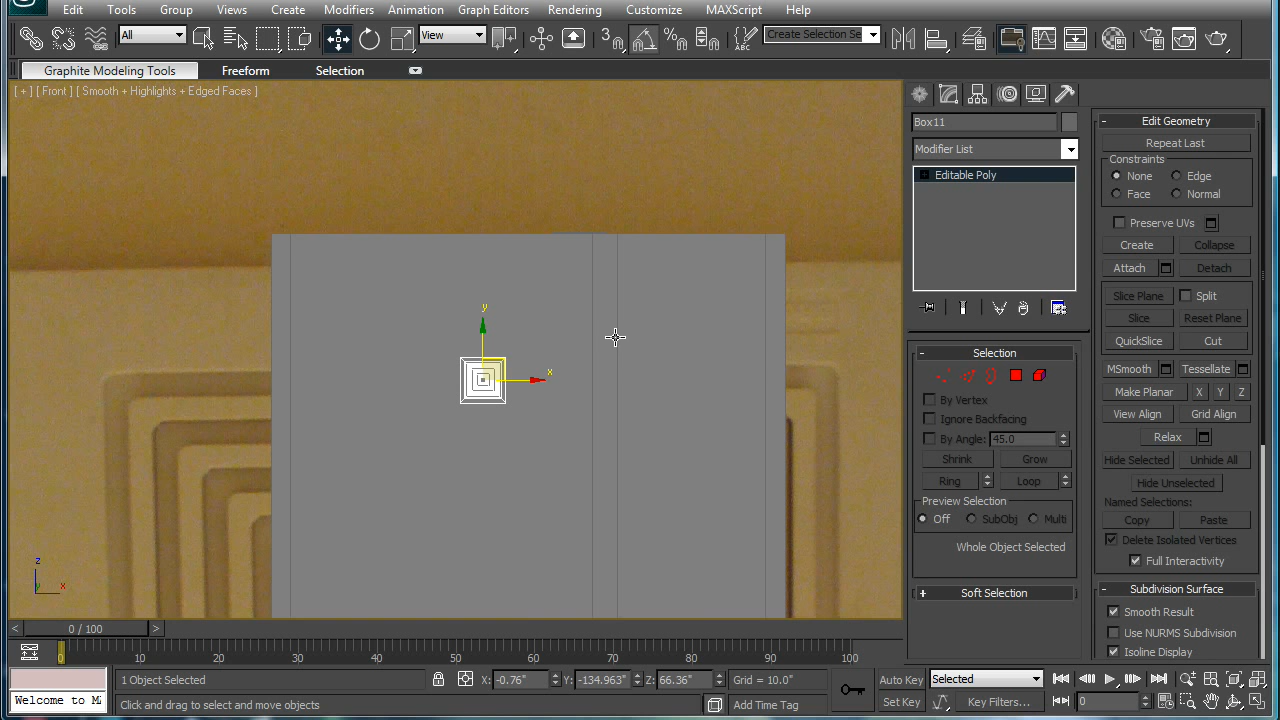 Edit Tools Group Views Create Modifiers Animation Graph Editors Rendering Customize MAXScript Help
All View 3 Create Selection Se
Graphite Modeling Tools Freeform Selection
[ + ] [ Front ] [ Smooth + Highlights + Edged Faces ]
y
x
z
y x
Box11
Modifier List
Editable Poly
- Selection
By Vertex
Ignore Backfacing
By Angle: 45.0
Shrink Grow
Ring Loop
Preview Selection
Off SubObj Multi
Whole Object Selected
+ Soft Selection
- Edit Geometry
Repeat Last
Constraints
None Edge
Face Normal
Preserve UVs
Create Collapse
Attach Detach
Slice Plane Split
Slice Reset Plane
QuickSlice Cut
MSmooth Tessellate
Make Planar X Y Z
View Align Grid Align
Relax
Hide Selected Unhide All
Hide Unselected
Named Selections:
Copy Paste
Delete Isolated Vertices
Full Interactivity
- Subdivision Surface
Smooth Result
Use NURMS Subdivision
Isoline Display
< 0 / 100 >
0 10 20 30 40 50 60 70 80 90 100
1 Object Selected X: -0.76" Y: -134.963" Z: 66.36" Grid = 10.0" Auto Key Selected
Welcome to M Click and drag to select and move objects Add Time Tag Set Key Key Filters... 0